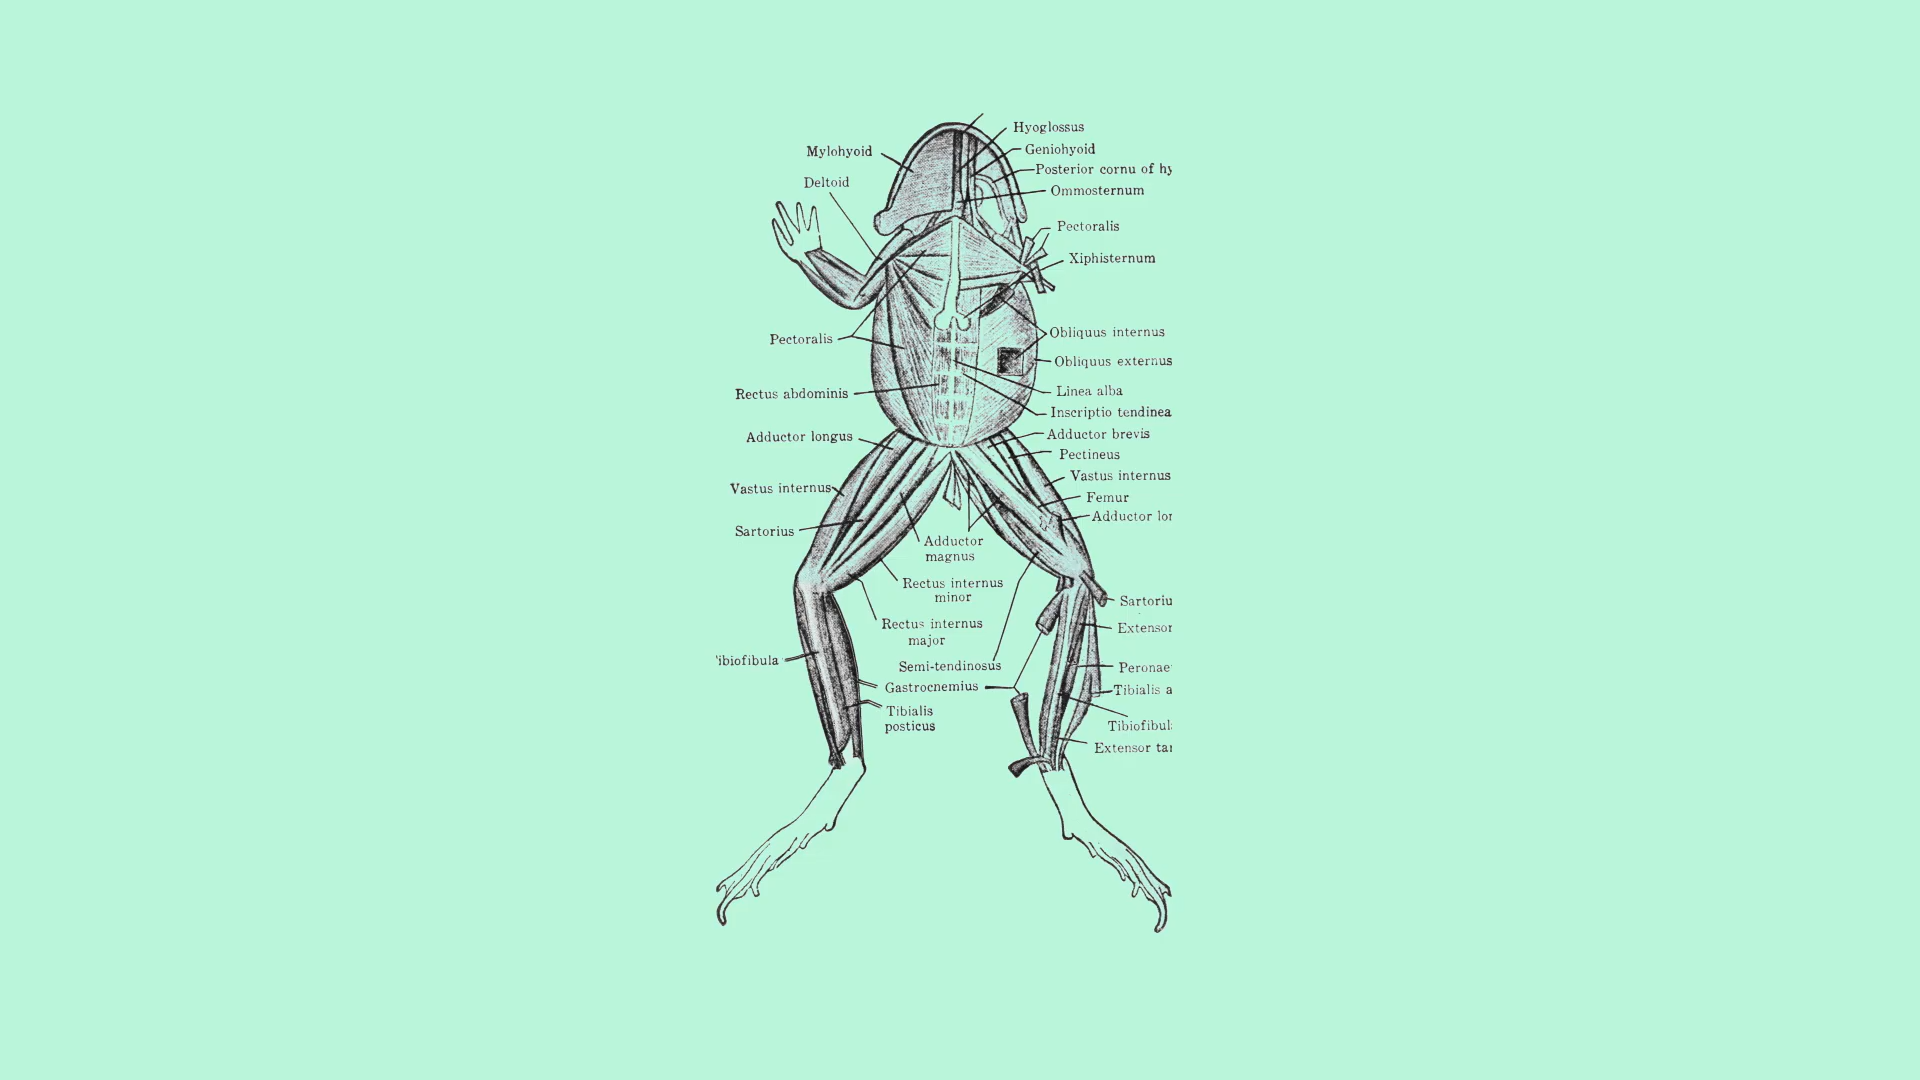 Hyoglossus
Mylohyoid
Geniohyoid
Posterior cornu of hy
Deltoid
Ommosternum
Pectoralis
Xiphisternum
Obliquus internus
Pectoralis
Obliquus externus
Rectus abdominis
Linea alba
Inscriptio tendinea
Adductor longus
Adductor brevis
Pectineus
Vastus internus
Vastus internus
Femur
Adductor lon
Sartorius
Adductor
magnus
Rectus internus
minor
Sartoriu
Rectus internus
major
Extensor
ibiofibula
Semi-tendinosus
Peronae
Gastrocnemius
Tibialis a
Tibialis
posticus
Tibiofibul
Extensor tar